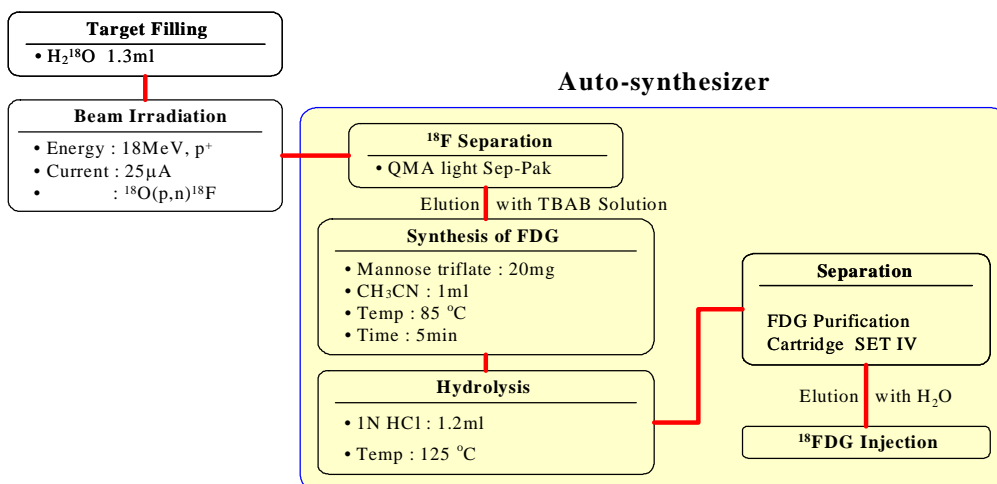 Target Filling
• H₂¹⁸O 1.3ml
Beam Irradiation
• Energy : 18MeV, p⁺
• Current : 25μA
• : ¹⁸O(p,n)¹⁸F
Auto-synthesizer
¹⁸F Separation
• QMA light Sep-Pak
Elution with TBAB Solution
Synthesis of FDG
• Mannose triflate : 20mg
• CH₃CN : 1ml
• Temp : 85 °C
• Time : 5min
Hydrolysis
• 1N HCl : 1.2ml
• Temp : 125 °C
Separation
FDG Purification
Cartridge SET IV
Elution with H₂O
¹⁸FDG Injection